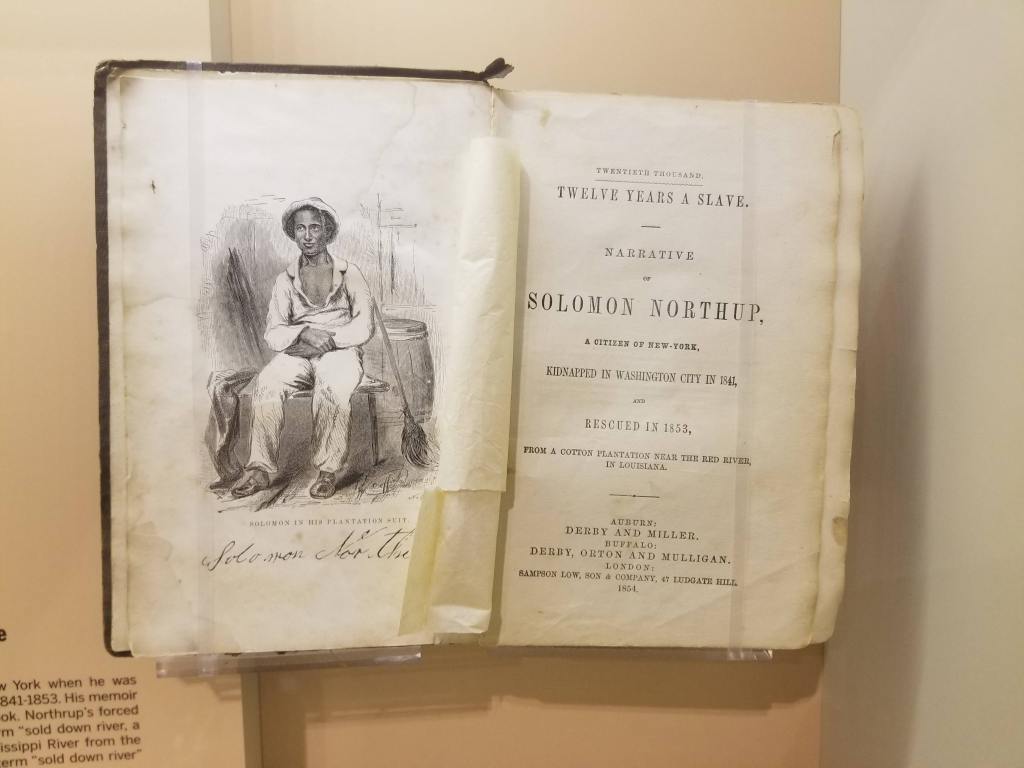 SOLOMON IN HIS PLANTATION SUIT
Solomon
TWENTIETH THOUSAND.
TWELVE YEARS A SLAVE.
NARRATIVE
OF
SOLOMON NORTHUP,
A CITIZEN OF NEW-YORK,
KIDNAPPED IN WASHINGTON CITY IN 1841,
AND
RESCUED IN 1853,
FROM A COTTON PLANTATION NEAR THE RED RIVER,
IN LOUISIANA.
AUBURN:
DERBY AND MILLER.
BUFFALO:
DERBY, ORTON AND MULLIGAN.
LONDON:
SAMPSON LOW, SON & COMPANY, 47 LUDGATE HILL.
1854.
e
w York when he was
841-1853. His memoir
ok. Northrup's forced
rm "sold down river, a
issippi River from the
term "sold down river"